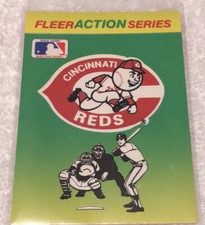 FLEERACTION SERIES
CINCINNATI
REDS